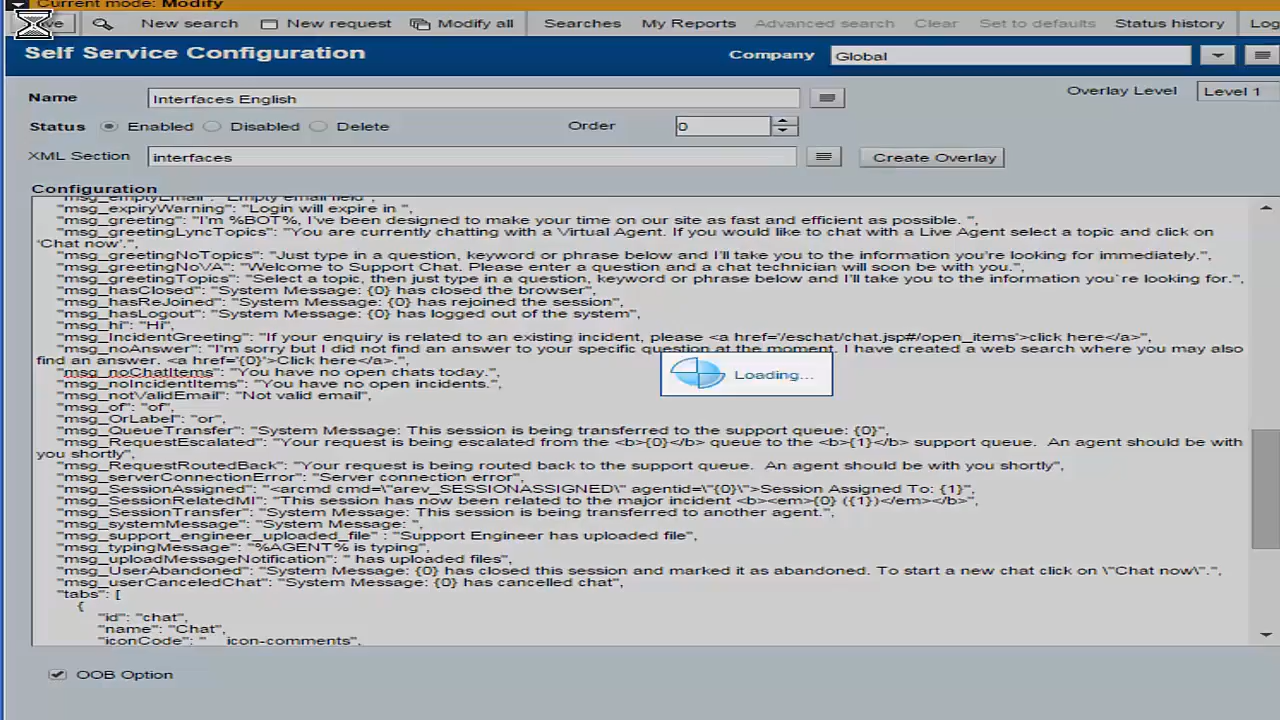 Current mode: Modify
New search New request Modify all Searches My Reports Advanced search Clear Set to defaults Status history Log
Self Service Configuration Company Global
Name Interfaces English Overlay Level Level 1
Status Enabled Disabled Delete Order 0
XML Section interfaces Create Overlay
Configuration
"msg_emptyEmail": "Empty email field",
"msg_expiryWarning": "Login will expire in ",
"msg_greeting": "I'm %BOT%, I've been designed to make your time on our site as fast and efficient as possible. ",
"msg_greetingLyncTopics": "You are currently chatting with a Virtual Agent. If you would like to chat with a Live Agent select a topic and click on
'Chat now'.",
"msg_greetingNoTopics": "Just type in a question, keyword or phrase below and I'll take you to the information you're looking for immediately.",
"msg_greetingNoVA": "Welcome to Support Chat. Please enter a question and a chat technician will soon be with you.",
"msg_greetingTopics": "Select a topic, then just type in a question, keyword or phrase below and I'll take you to the information you`re looking for.",
"msg_hasClosed": "System Message: {0} has closed the browser",
"msg_hasReJoined": "System Message: {0} has rejoined the session",
"msg_hasLogout": "System Message: {0} has logged out of the system",
"msg_hi": "Hi",
"msg_IncidentGreeting": "If your enquiry is related to an existing incident, please <a href='/eschat/chat.jsp#/open_items'>click here</a>",
"msg_noAnswer": "I'm sorry but I did not find an answer to your specific question at the moment. I have created a web search where you may also
find an answer. <a href='{0}'>Click here</a>.",
"msg_noChatItems": "You have no open chats today.",
"msg_noIncidentItems": "You have no open incidents.",
"msg_notValidEmail": "Not valid email",
"msg_of": "of",
"msg_OrLabel": "or",
"msg_QueueTransfer": "System Message: This session is being transferred to the support queue: {0}",
"msg_RequestEscalated": "Your request is being escalated from the <b>{0}</b> queue to the <b>{1}</b> support queue.  An agent should be with
you shortly",
"msg_RequestRoutedBack": "Your request is being routed back to the support queue.  An agent should be with you shortly",
"msg_serverConnectionError": "Server connection error",
"msg_SessionAssigned": "<arcmd cmd=\"arev_SESSIONASSIGNED\" agentid=\"{0}\">Session Assigned To: {1}",
"msg_SessionRelatedMI": "This session has now been related to the major incident <b><em>{0} ({1})</em></b>",
"msg_SessionTransfer": "System Message: This session is being transferred to another agent.",
"msg_systemMessage": "System Message: ",
"msg_support_engineer_uploaded_file" : "Support Engineer has uploaded file",
"msg_typingMessage": "%AGENT% is typing",
"msg_uploadMessageNotification": " has uploaded files",
"msg_UserAbandoned": "System Message: {0} has closed this session and marked it as abandoned. To start a new chat click on \"Chat now\".",
"msg_userCanceledChat": "System Message: {0} has cancelled chat",
"tabs": [
{
"id": "chat",
"name": "Chat",
"iconCode": " icon-comments",
Loading...
OOB Option